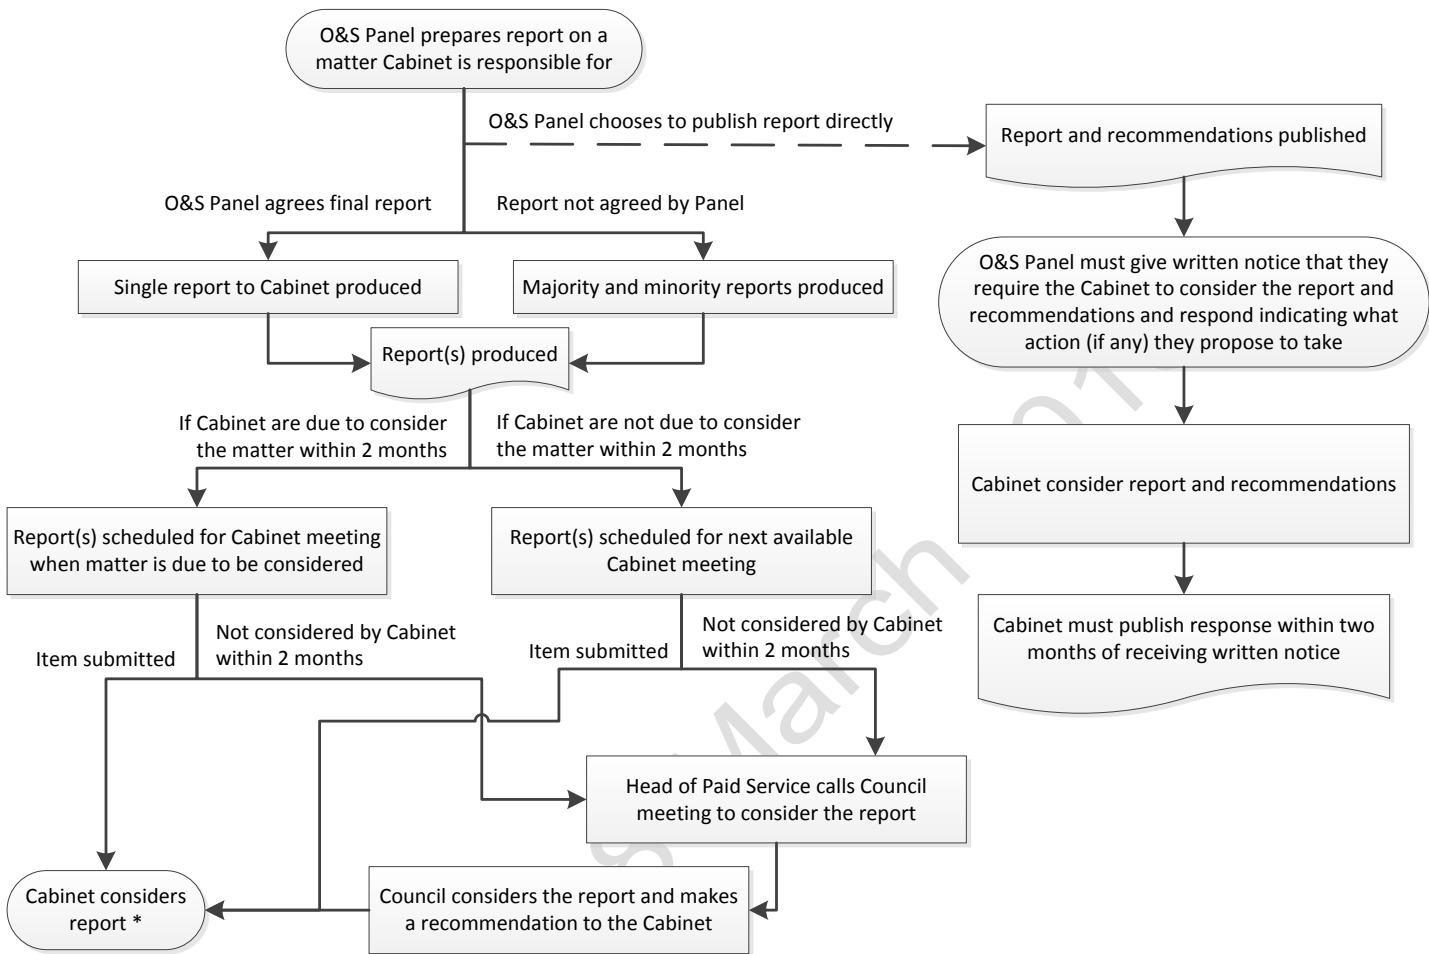 O&S Panel prepares report on a
matter Cabinet is responsible for
O&S Panel chooses to publish report directly
Report and recommendations published
O&S Panel agrees final report
Report not agreed by Panel
O&S Panel must give written notice that they
require the Cabinet to consider the report and
recommendations and respond indicating what
action (if any) they propose to take
Single report to Cabinet produced
Majority and minority reports produced
Report(s) produced
If Cabinet are due to consider
the matter within 2 months
If Cabinet are not due to consider
the matter within 2 months
Cabinet consider report and recommendations
Report(s) scheduled for Cabinet meeting
when matter is due to be considered
Report(s) scheduled for next available
Cabinet meeting
Cabinet must publish response within two
months of receiving written notice
Item submitted
Not considered by Cabinet
within 2 months
Item submitted
Not considered by Cabinet
within 2 months
Head of Paid Service calls Council
meeting to consider the report
Cabinet considers
report *
Council considers the report and makes
a recommendation to the Cabinet
March